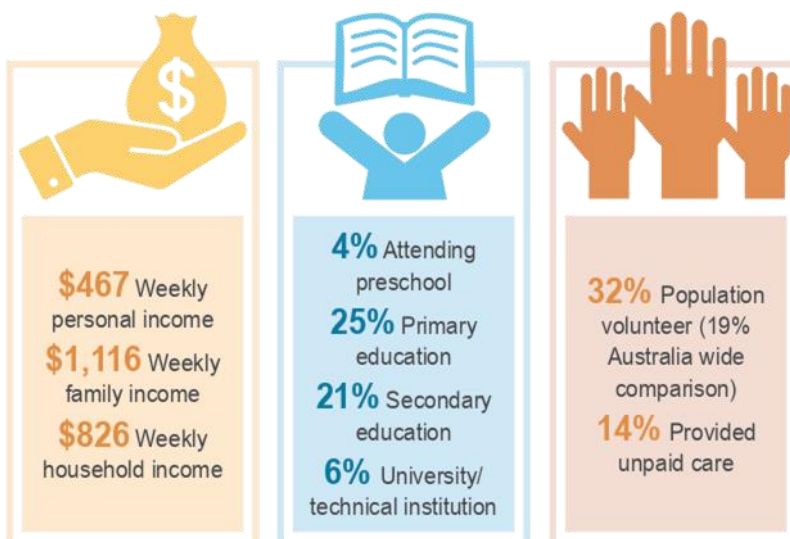 $
$467 Weekly
personal income
$1,116 Weekly
family income
$826 Weekly
household income
4% Attending
preschool
25% Primary
education
21% Secondary
education
6% University/
technical institution
32% Population
volunteer (19%
Australia wide
comparison)
14% Provided
unpaid care